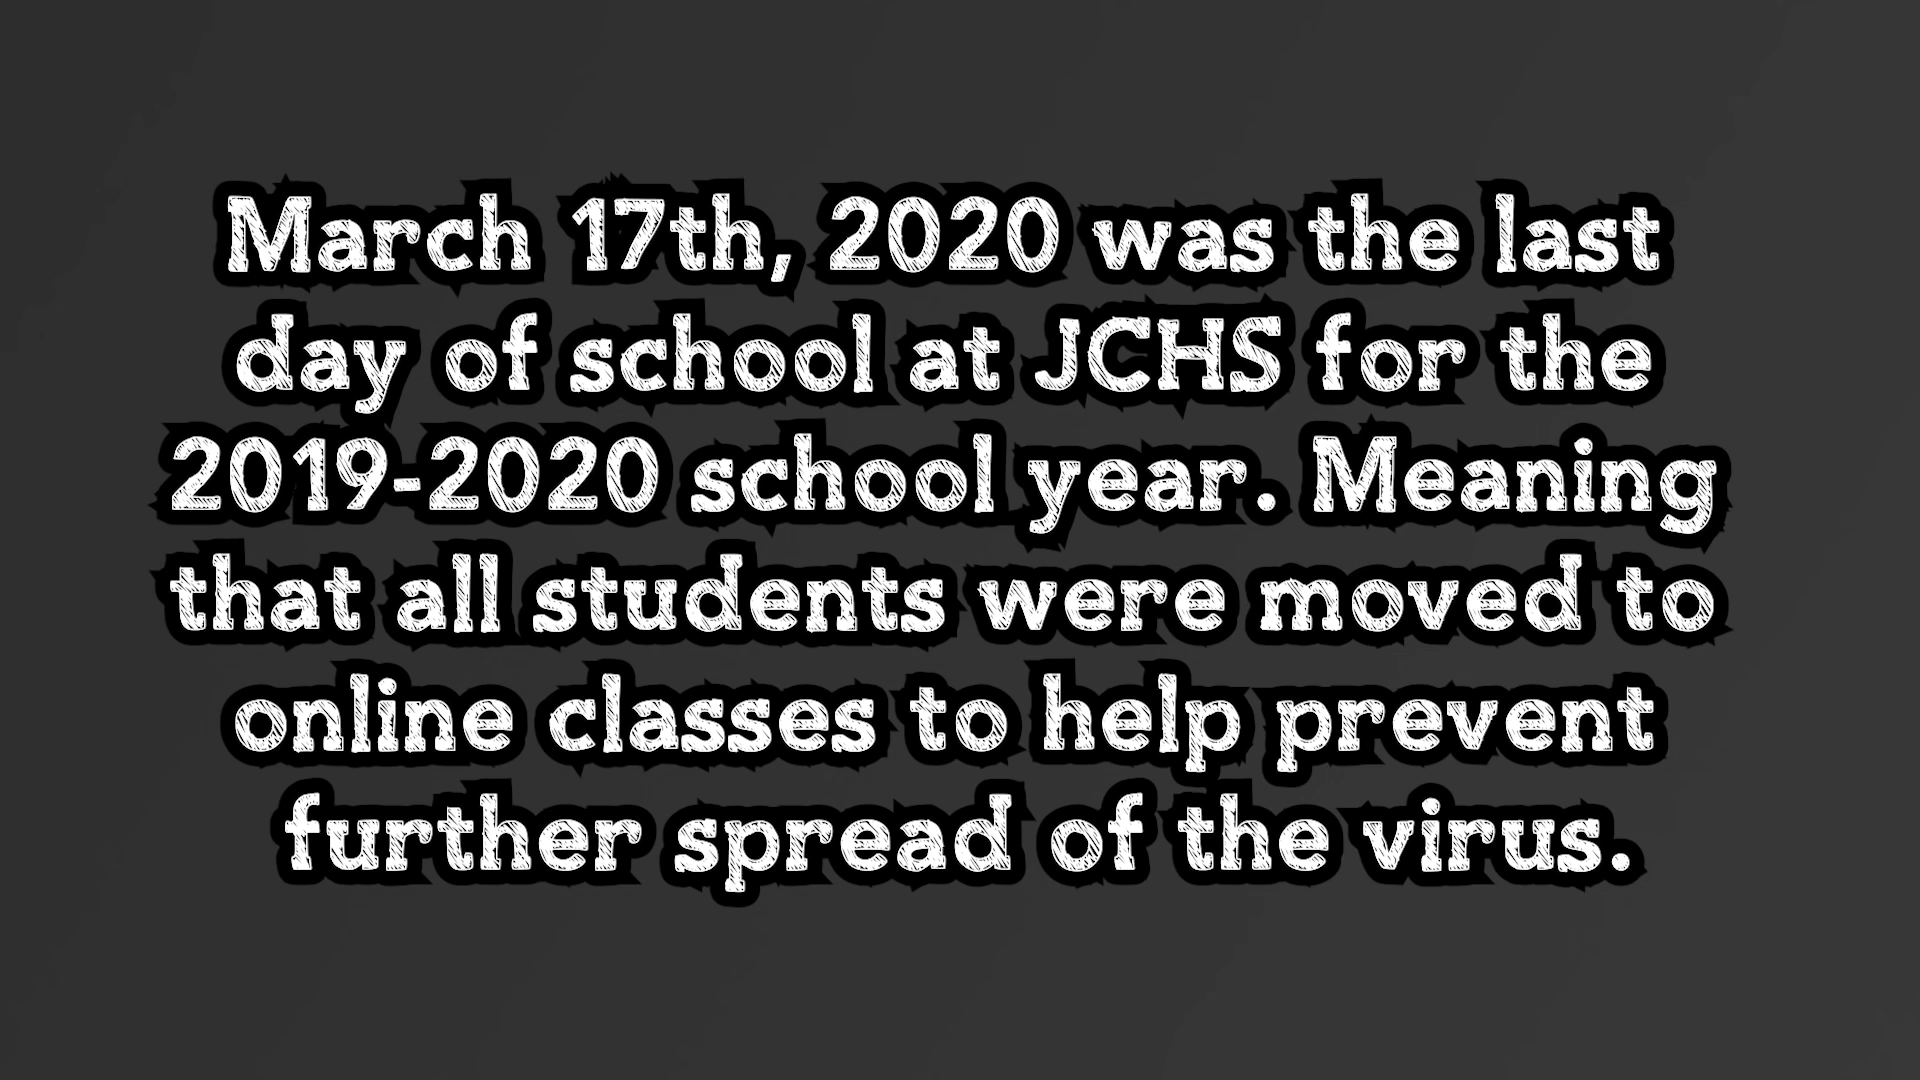 March 17th, 2020 was the last
day of school at JCHS for the
2019-2020 school year. Meaning
that all students were moved to
online classes to help prevent
further spread of the virus.